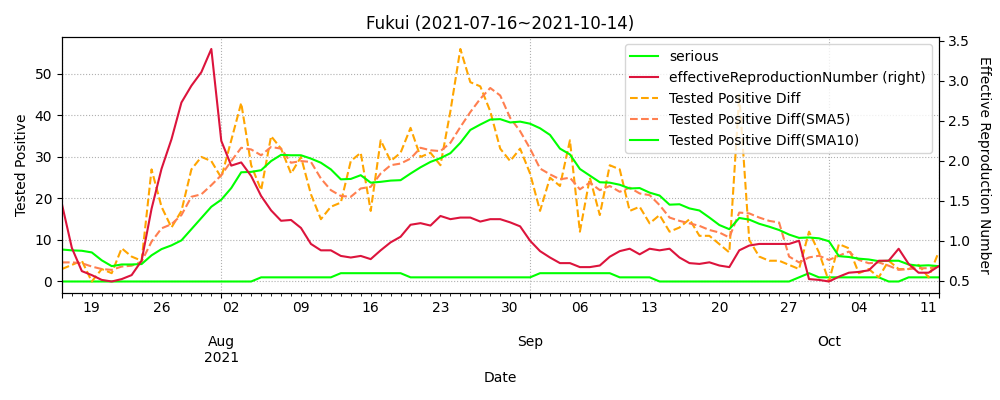 Fukui (2021-07-16~2021-10-14)
Tested Positive
50
40
30
20
10
0
serious
effectiveReproductionNumber (right)
Tested Positive Diff
Tested Positive Diff(SMA5)
Tested Positive Diff(SMA10)
3.5
3.0
2.5
2.0
1.5
1.0
0.5
Effective Reproduction Number
19 26 02 09 16 23 30 06 13 20 27 04 11
Aug Sep Oct
2021
Date